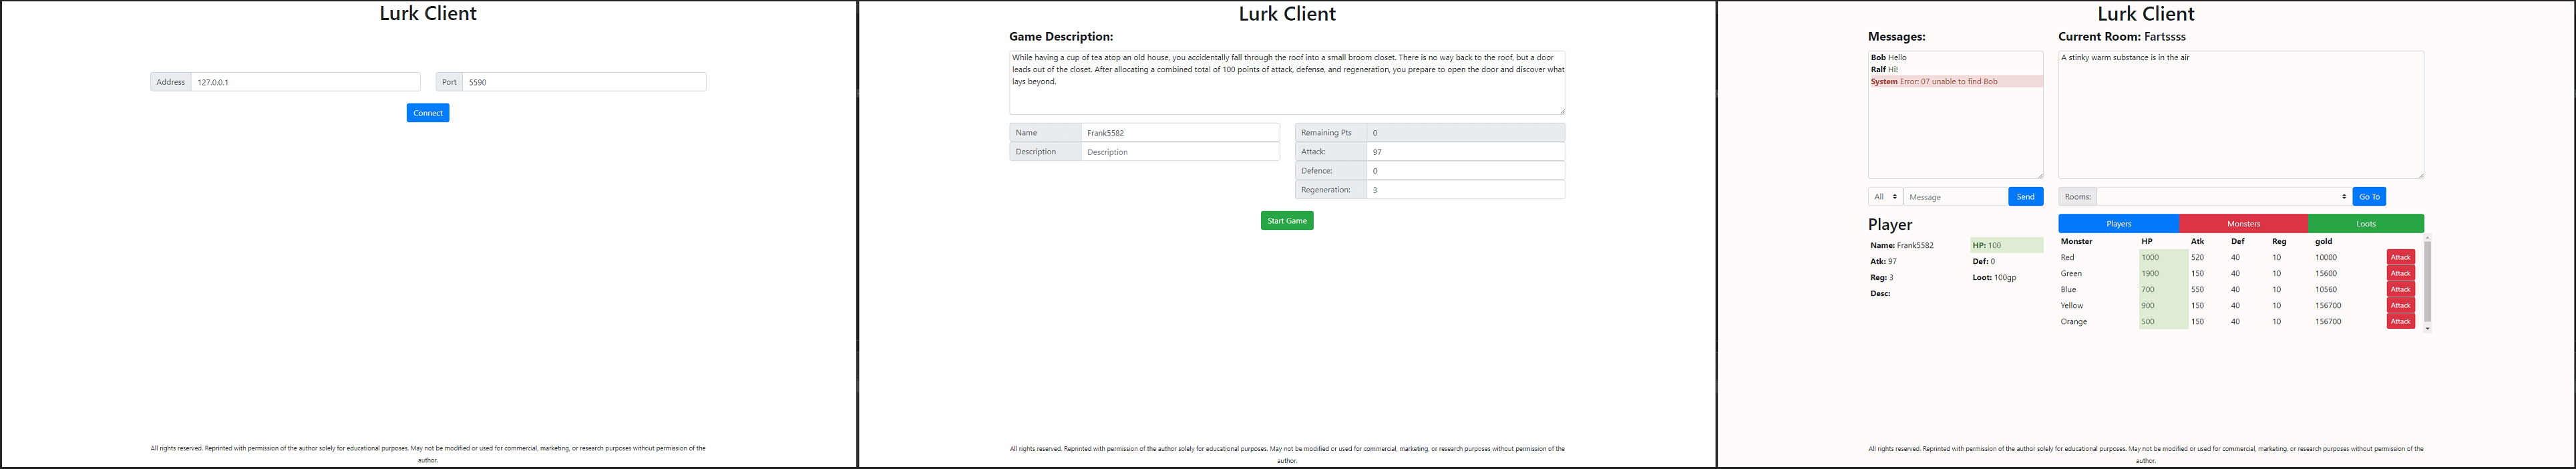 Lurk Client
Address 127.0.0.1
Port 5590
Connect
All rights reserved. Reprinted with permission of the author solely for educational purposes. May not be modified or used for commercial, marketing, or research purposes without permission of the
author.
Lurk Client
Game Description:
While having a cup of tea atop an old house, you accidentally fall through the roof into a small broom closet. There is no way back to the roof, but a door
leads out of the closet. After allocating a combined total of 100 points of attack, defense, and regeneration, you prepare to open the door and discover what
lays beyond.
Name Frank5582
Description Description
Remaining Pts 0
Attack: 97
Defence: 0
Regeneration: 3
Start Game
All rights reserved. Reprinted with permission of the author solely for educational purposes. May not be modified or used for commercial, marketing, or research purposes without permission of the
author.
Lurk Client
Messages:
Bob Hello
Ralf Hi!
System Error: 07 unable to find Bob
All Message Send
Player
Name: Frank5582 HP: 100
Atk: 97 Def: 0
Reg: 3 Loot: 100gp
Desc:
Current Room: Fartssss
A stinky warm substance is in the air
Rooms: Go To
Players Monsters Loots
Monster HP Atk Def Reg gold
Red 1000 520 40 10 10000 Attack
Green 1900 150 40 10 15600 Attack
Blue 700 550 40 10 10560 Attack
Yellow 900 150 40 10 156700 Attack
Orange 500 150 40 10 156700 Attack
All rights reserved. Reprinted with permission of the author solely for educational purposes. May not be modified or used for commercial, marketing, or research purposes without permission of the
author.